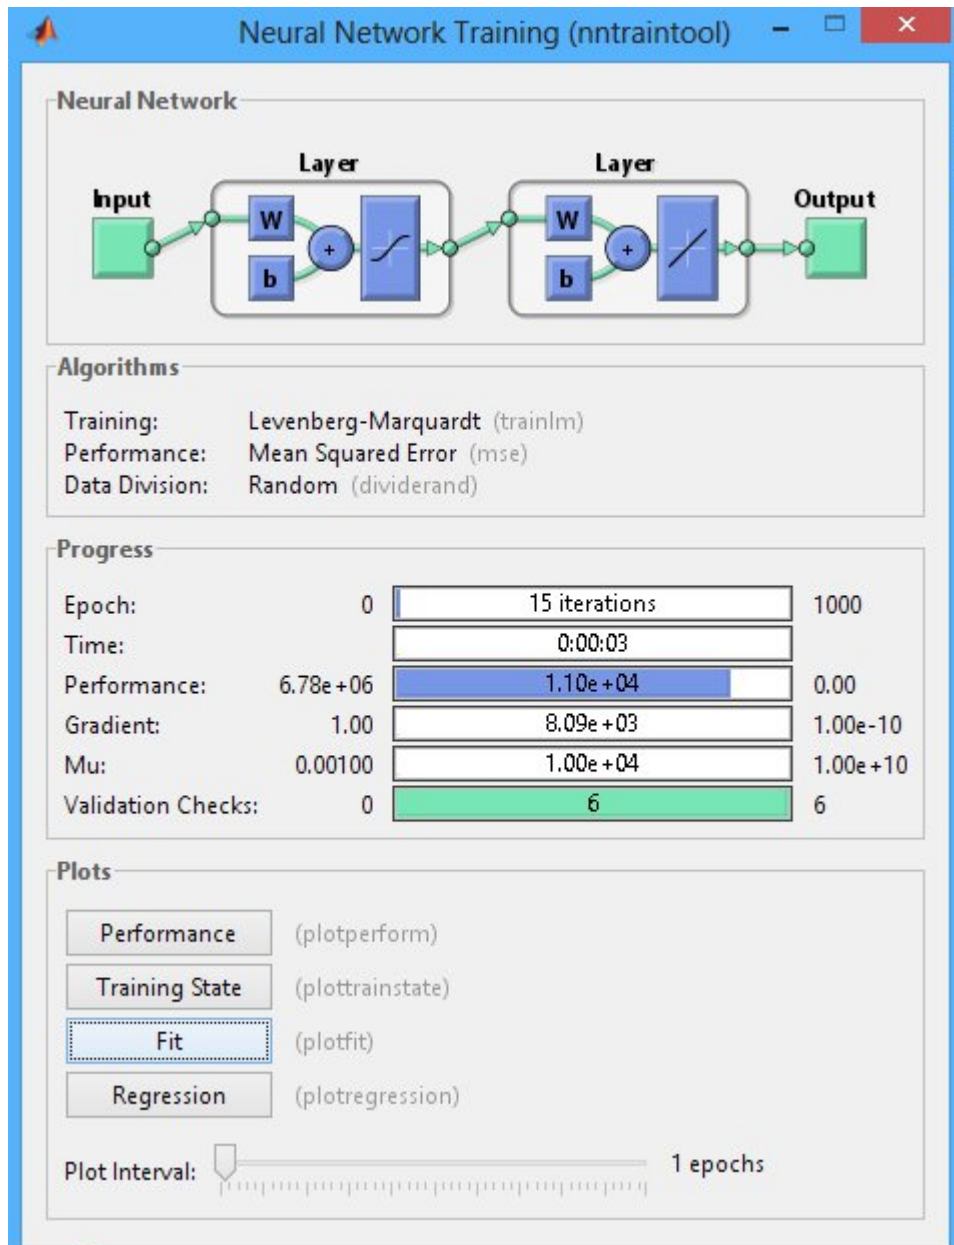 Neural Network Training (nntraintool)
Neural Network
Layer Layer
Input Output
W W
+ +
b b
Algorithms
Training: Levenberg-Marquardt (trainlm)
Performance: Mean Squared Error (mse)
Data Division: Random (dividerand)
Progress
Epoch: 0 15 iterations 1000
Time: 0:00:03
Performance: 6.78e+06 1.10e+04 0.00
Gradient: 1.00 8.09e+03 1.00e-10
Mu: 0.00100 1.00e+04 1.00e+10
Validation Checks: 0 6 6
Plots
Performance (plotperform)
Training State (plottrainstate)
Fit (plotfit)
Regression (plotregression)
Plot Interval: 1 epochs